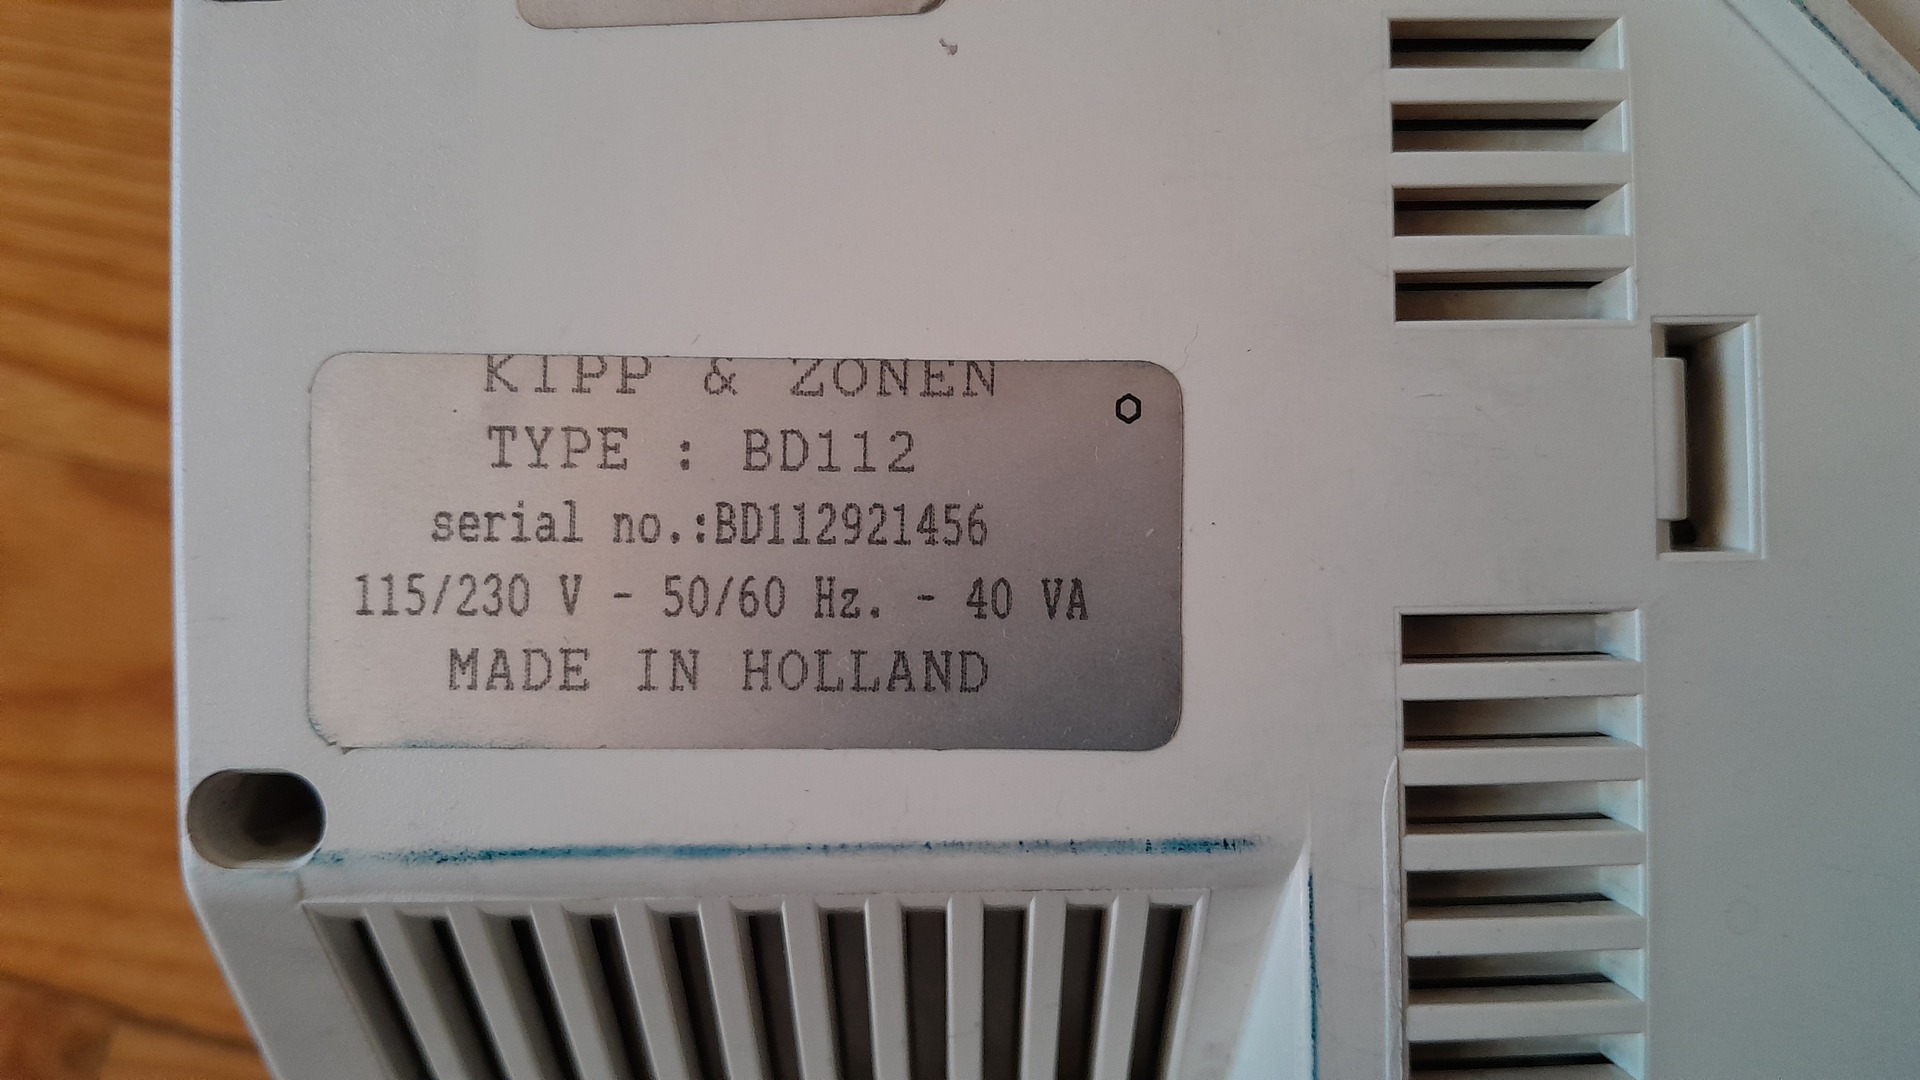 KIPP & ZONEN
TYPE : BD112
serial no.:BD112921456
115/230 V - 50/60 Hz. - 40 VA
MADE IN HOLLAND